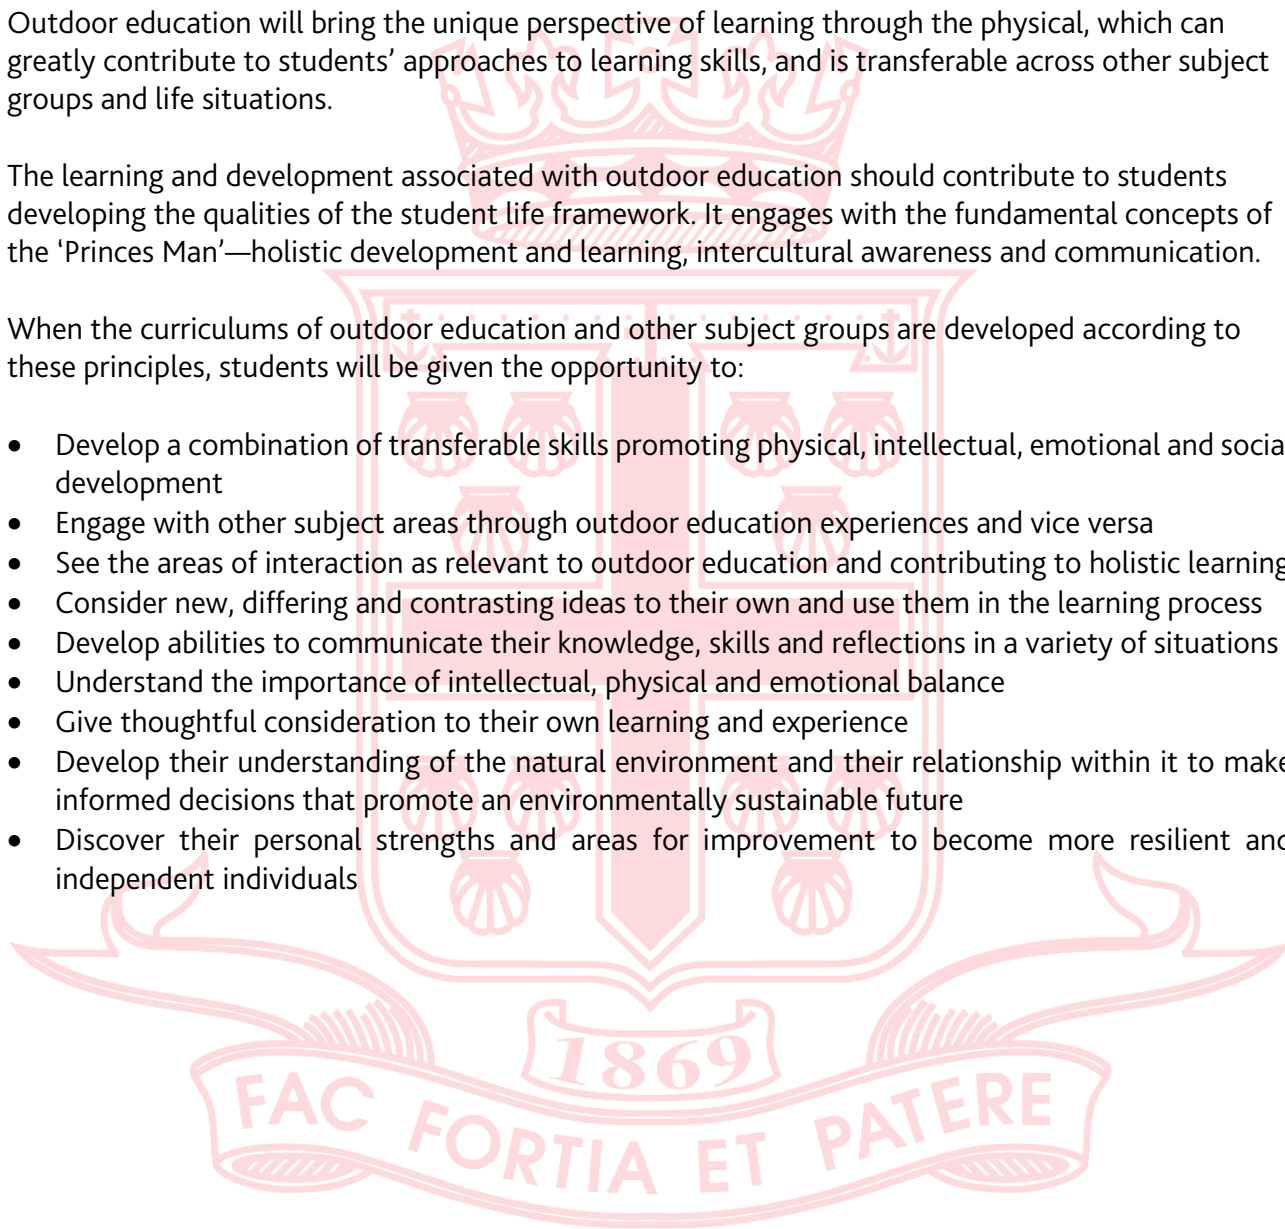 Outdoor education will bring the unique perspective of learning through the physical, which can
greatly contribute to students’ approaches to learning skills, and is transferable across other subject
groups and life situations.
The learning and development associated with outdoor education should contribute to students
developing the qualities of the student life framework. It engages with the fundamental concepts of
the ‘Princes Man’—holistic development and learning, intercultural awareness and communication.
When the curriculums of outdoor education and other subject groups are developed according to
these principles, students will be given the opportunity to:
• Develop a combination of transferable skills promoting physical, intellectual, emotional and socia
development
• Engage with other subject areas through outdoor education experiences and vice versa
• See the areas of interaction as relevant to outdoor education and contributing to holistic learning
• Consider new, differing and contrasting ideas to their own and use them in the learning process
• Develop abilities to communicate their knowledge, skills and reflections in a variety of situations
• Understand the importance of intellectual, physical and emotional balance
• Give thoughtful consideration to their own learning and experience
• Develop their understanding of the natural environment and their relationship within it to make
informed decisions that promote an environmentally sustainable future
• Discover their personal strengths and areas for improvement to become more resilient and
independent individuals
1869
FAC FORTIA ET PATERE